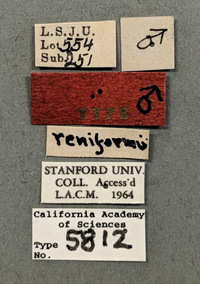 L.S.J.U.
Lot 554
Sub 251
♂
♂
reniformis
STANFORD UNIV.
COLL. Access'd
L.A.C.M. 1964
California Academy
of Sciences
Type 5812
No.